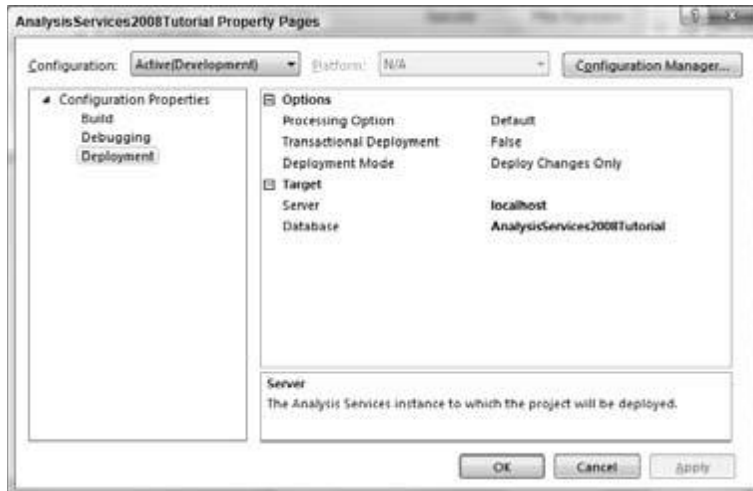 AnalysisServices2008Tutorial Property Pages
Configuration: Active(Development) Platform: N/A Configuration Manager...
Configuration Properties
Build
Debugging
Deployment
Options
Processing Option Default
Transactional Deployment False
Deployment Mode Deploy Changes Only
Target
Server localhost
Database AnalysisServices2008Tutorial
Server
The Analysis Services instance to which the project will be deployed.
OK Cancel Apply